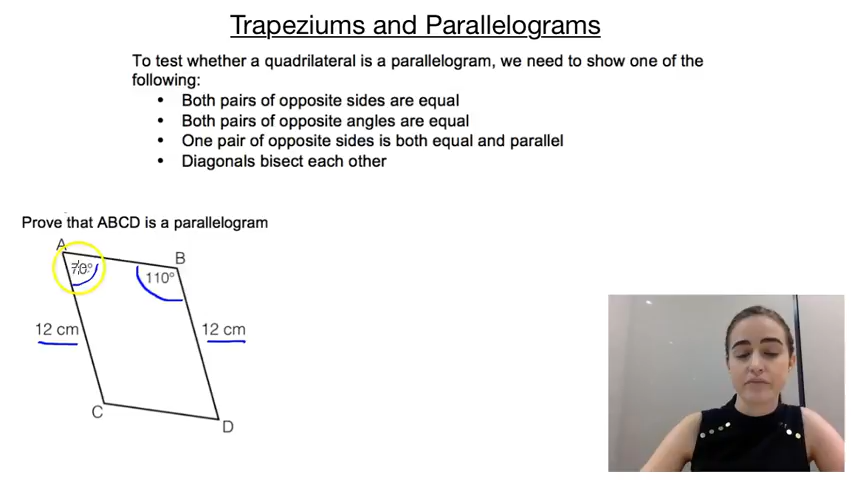 Trapeziums and Parallelograms
To test whether a quadrilateral is a parallelogram, we need to show one of the
following:
• Both pairs of opposite sides are equal
• Both pairs of opposite angles are equal
• One pair of opposite sides is both equal and parallel
• Diagonals bisect each other
Prove that ABCD is a parallelogram
A
B
70°
110°
12 cm
12 cm
C
D